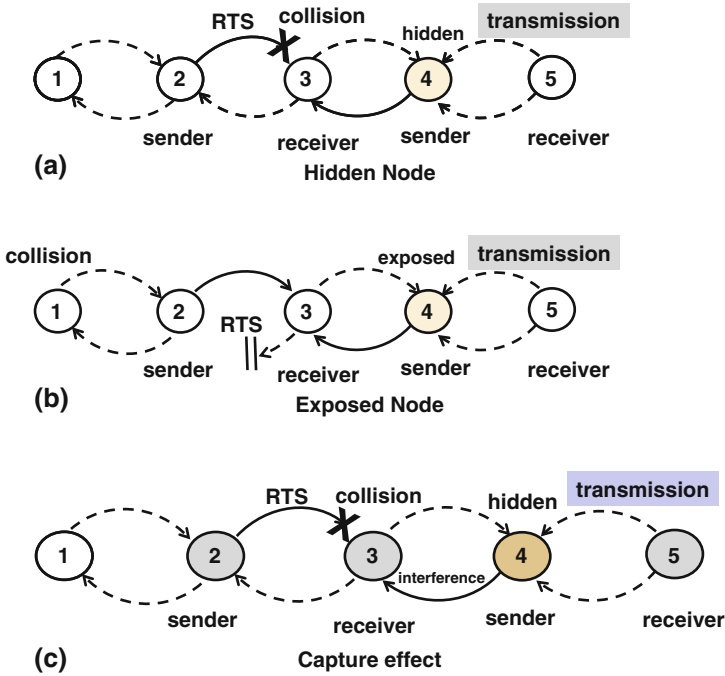 RTS collision hidden transmission
1 2 3 4 5
sender receiver sender receiver
(a) Hidden Node
collision exposed transmission
1 2 3 4 5
RTS
sender receiver sender receiver
(b) Exposed Node
RTS collision hidden transmission
1 2 3 4 5
interference
sender receiver sender receiver
(c) Capture effect